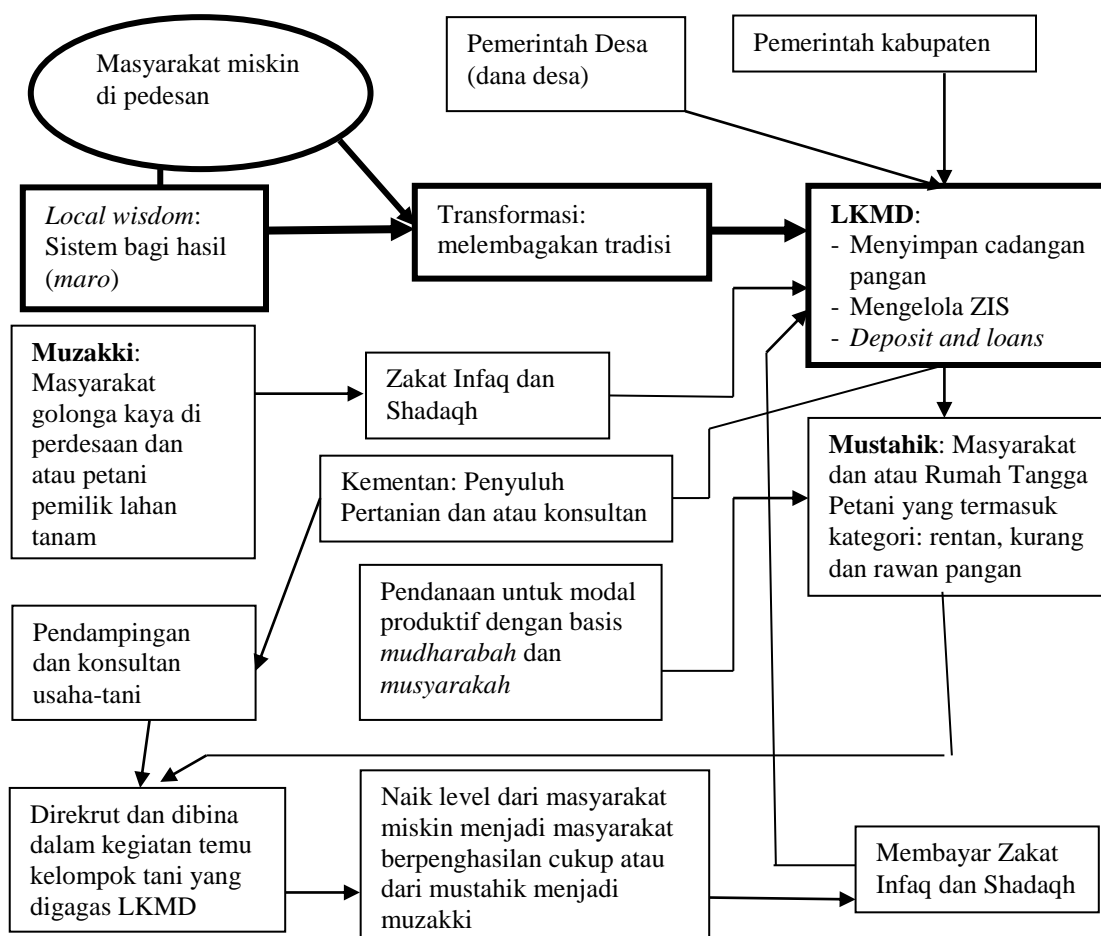 Masyarakat miskin
di pedesan
Pemerintah Desa
(dana desa)
Pemerintah kabupaten
Local wisdom:
Sistem bagi hasil
(maro)
Transformasi:
melembagakan tradisi
LKMD:
- Menyimpan cadangan
pangan
- Mengelola ZIS
- Deposit and loans
Muzakki:
Masyarakat
golonga kaya di
perdesaan dan
atau petani
pemilik lahan
tanam
Zakat Infaq dan
Shadaqh
Kementan: Penyuluh
Pertanian dan atau konsultan
Mustahik: Masyarakat
dan atau Rumah Tangga
Petani yang termasuk
kategori: rentan, kurang
dan rawan pangan
Pendanaan untuk modal
produktif dengan basis
mudharabah dan
musyarakah
Pendampingan
dan konsultan
usaha-tani
Direkrut dan dibina
dalam kegiatan temu
kelompok tani yang
digagas LKMD
Naik level dari masyarakat
miskin menjadi masyarakat
berpenghasilan cukup atau
dari mustahik menjadi
muzakki
Membayar Zakat
Infaq dan Shadaqh